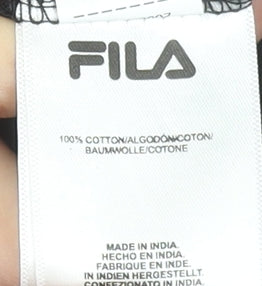 FILA
100% COTTON/ALGODÓN/COTON/
BAUMWOLLE/COTONE
MADE IN INDIA.
HECHO EN INDIA.
FABRIQUE EN INDE.
IN INDIEN HERGESTELLT.
CONFEZIONATO IN INDIA.